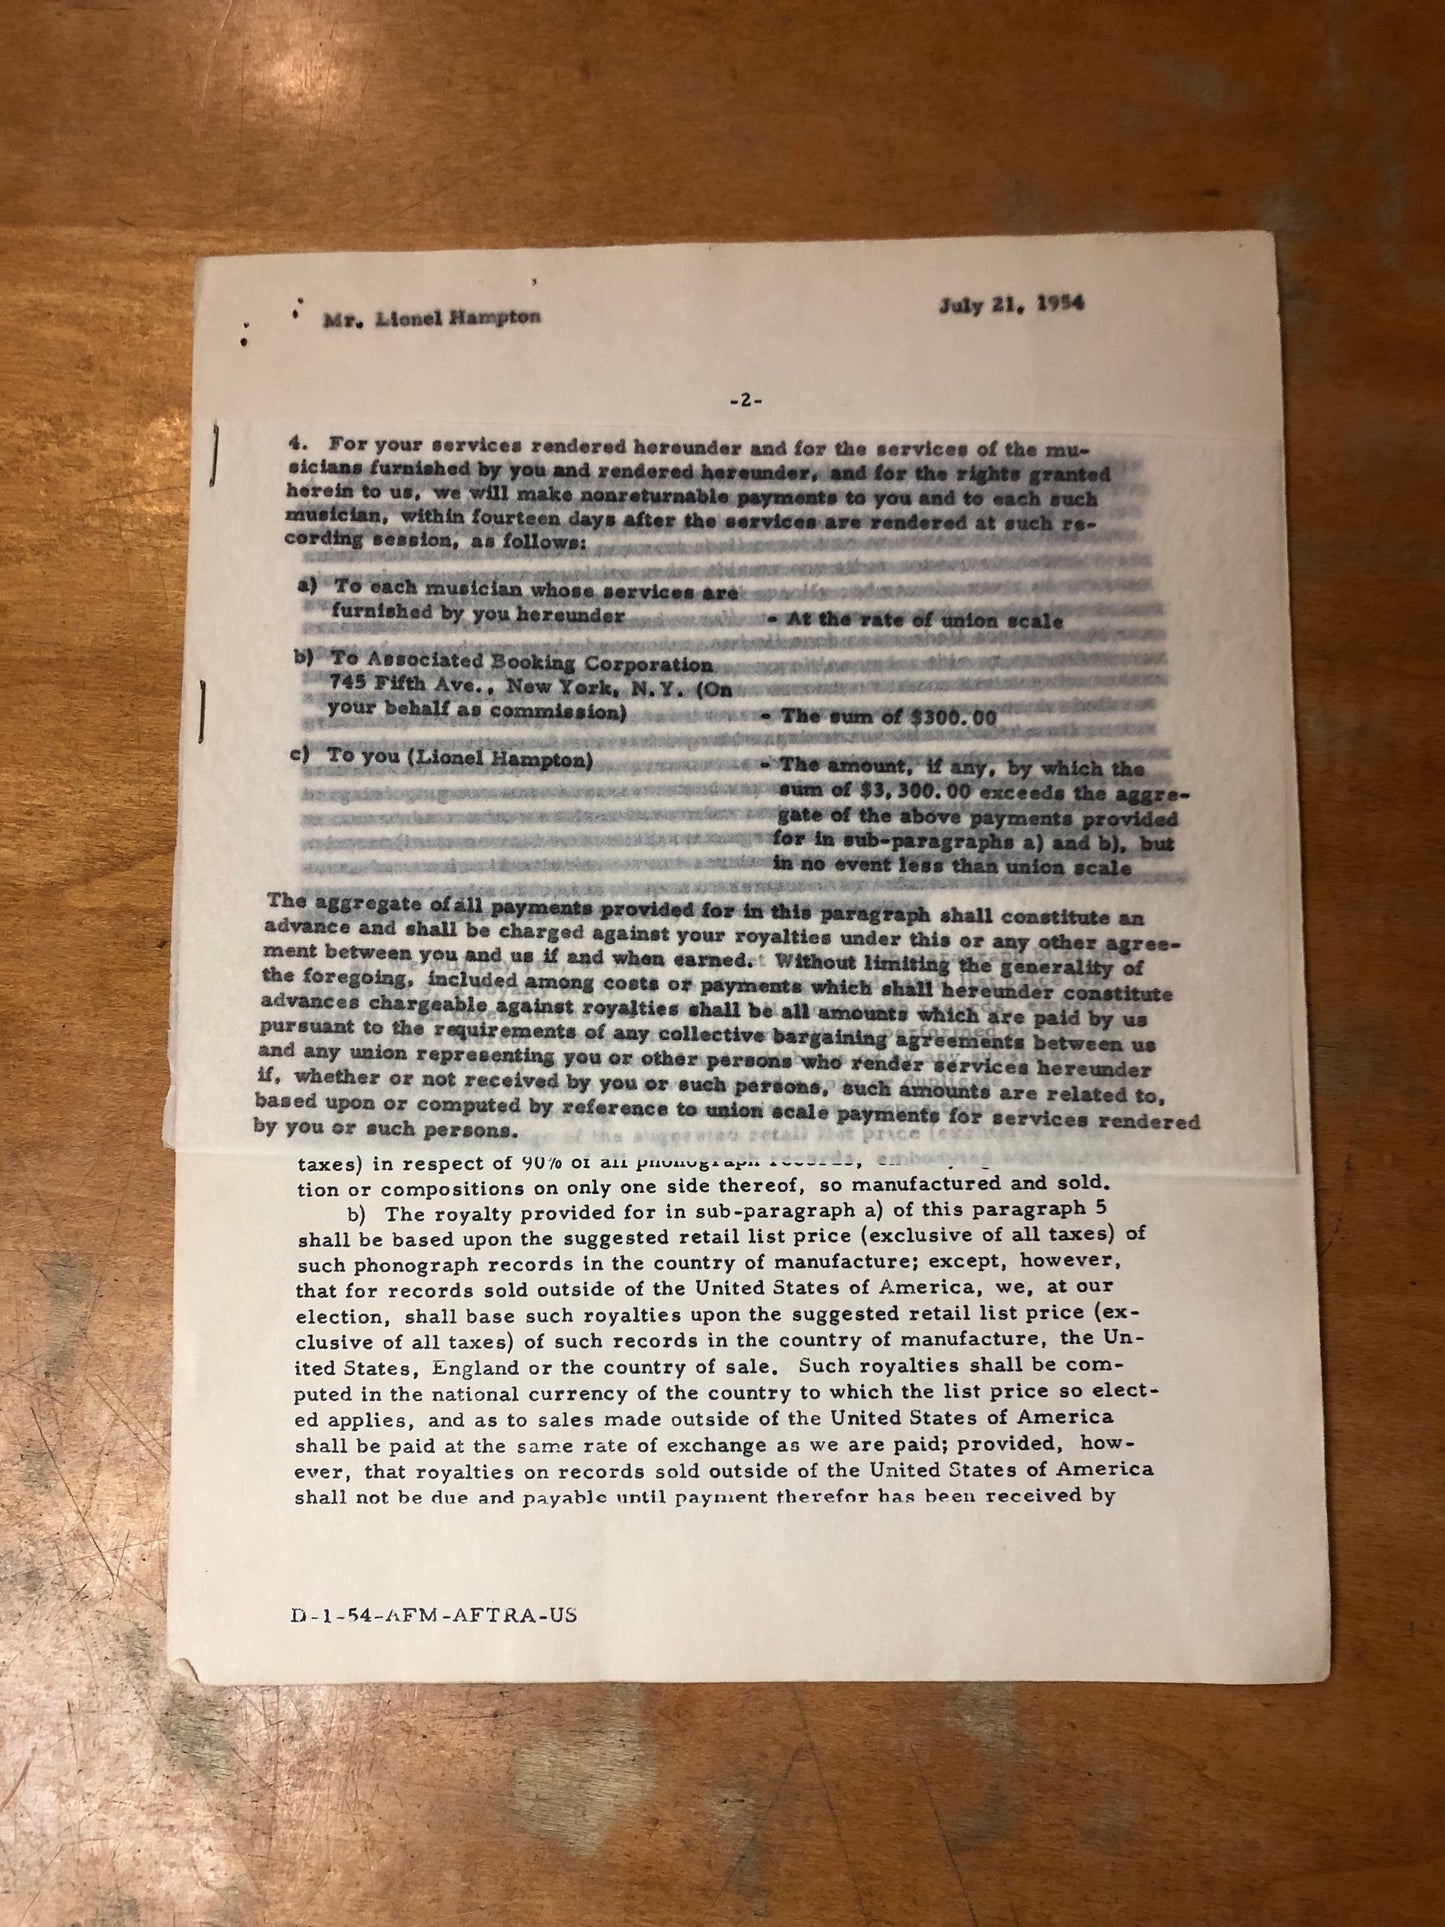 Mr. Lionel Hampton
July 21, 1954
-2-
4. For your services rendered hereunder and for the services of the mu-
sicians furnished by you and rendered hereunder, and for the rights granted
herein to us, we will make nonreturnable payments to you and to each such
musician, within fourteen days after the services are rendered at such re-
cording session, as follows:
a) To each musician whose services are
furnished by you hereunder - At the rate of union scale
b) To Associated Booking Corporation
745 Fifth Ave., New York, N.Y. (On
your behalf as commission) - The sum of $300.00
c) To you (Lionel Hampton) - The amount, if any, by which the
sum of $3,300.00 exceeds the aggre-
gate of the above payments provided
for in sub-paragraphs a) and b), but
in no event less than union scale
The aggregate of all payments provided for in this paragraph shall constitute an
advance and shall be charged against your royalties under this or any other agree-
ment between you and us if and when earned. Without limiting the generality of
the foregoing, included among costs or payments which shall hereunder constitute
advances chargeable against royalties shall be all amounts which are paid by us
pursuant to the requirements of any collective bargaining agreements between us
and any union representing you or other persons who render services hereunder
if, whether or not received by you or such persons, such amounts are related to,
based upon or computed by reference to union scale payments for services rendered
by you or such persons.
taxes) in respect of 90% of all phonograph records,
tion or compositions on only one side thereof, so manufactured and sold.
b) The royalty provided for in sub-paragraph a) of this paragraph 5
shall be based upon the suggested retail list price (exclusive of all taxes) of
such phonograph records in the country of manufacture; except, however,
that for records sold outside of the United States of America, we, at our
election, shall base such royalties upon the suggested retail list price (ex-
clusive of all taxes) of such records in the country of manufacture, the Un-
ited States, England or the country of sale. Such royalties shall be com-
puted in the national currency of the country to which the list price so elect-
ed applies, and as to sales made outside of the United States of America
shall be paid at the same rate of exchange as we are paid; provided, how-
ever, that royalties on records sold outside of the United States of America
shall not be due and payable until payment therefor has been received by
D-1-54-AFM-AFTRA-US